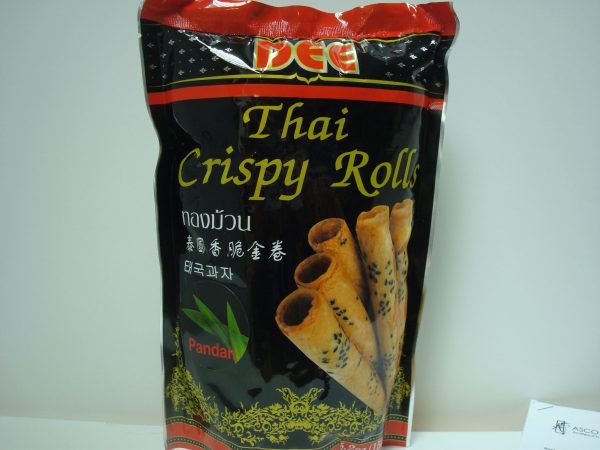 DEE
Thai
Crispy Rolls
ทองม้วน
泰國香脆金卷
태국과자
Pandan
ASCO